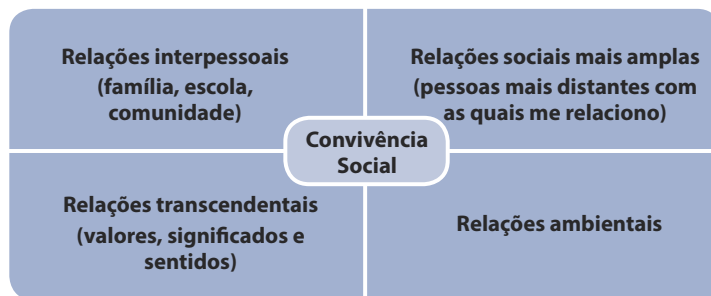 Relações interpessoais
(família, escola,
comunidade)
Relações sociais mais amplas
(pessoas mais distantes com
as quais me relaciono)
Convivência
Social
Relações transcendentais
(valores, significados e
sentidos)
Relações ambientais